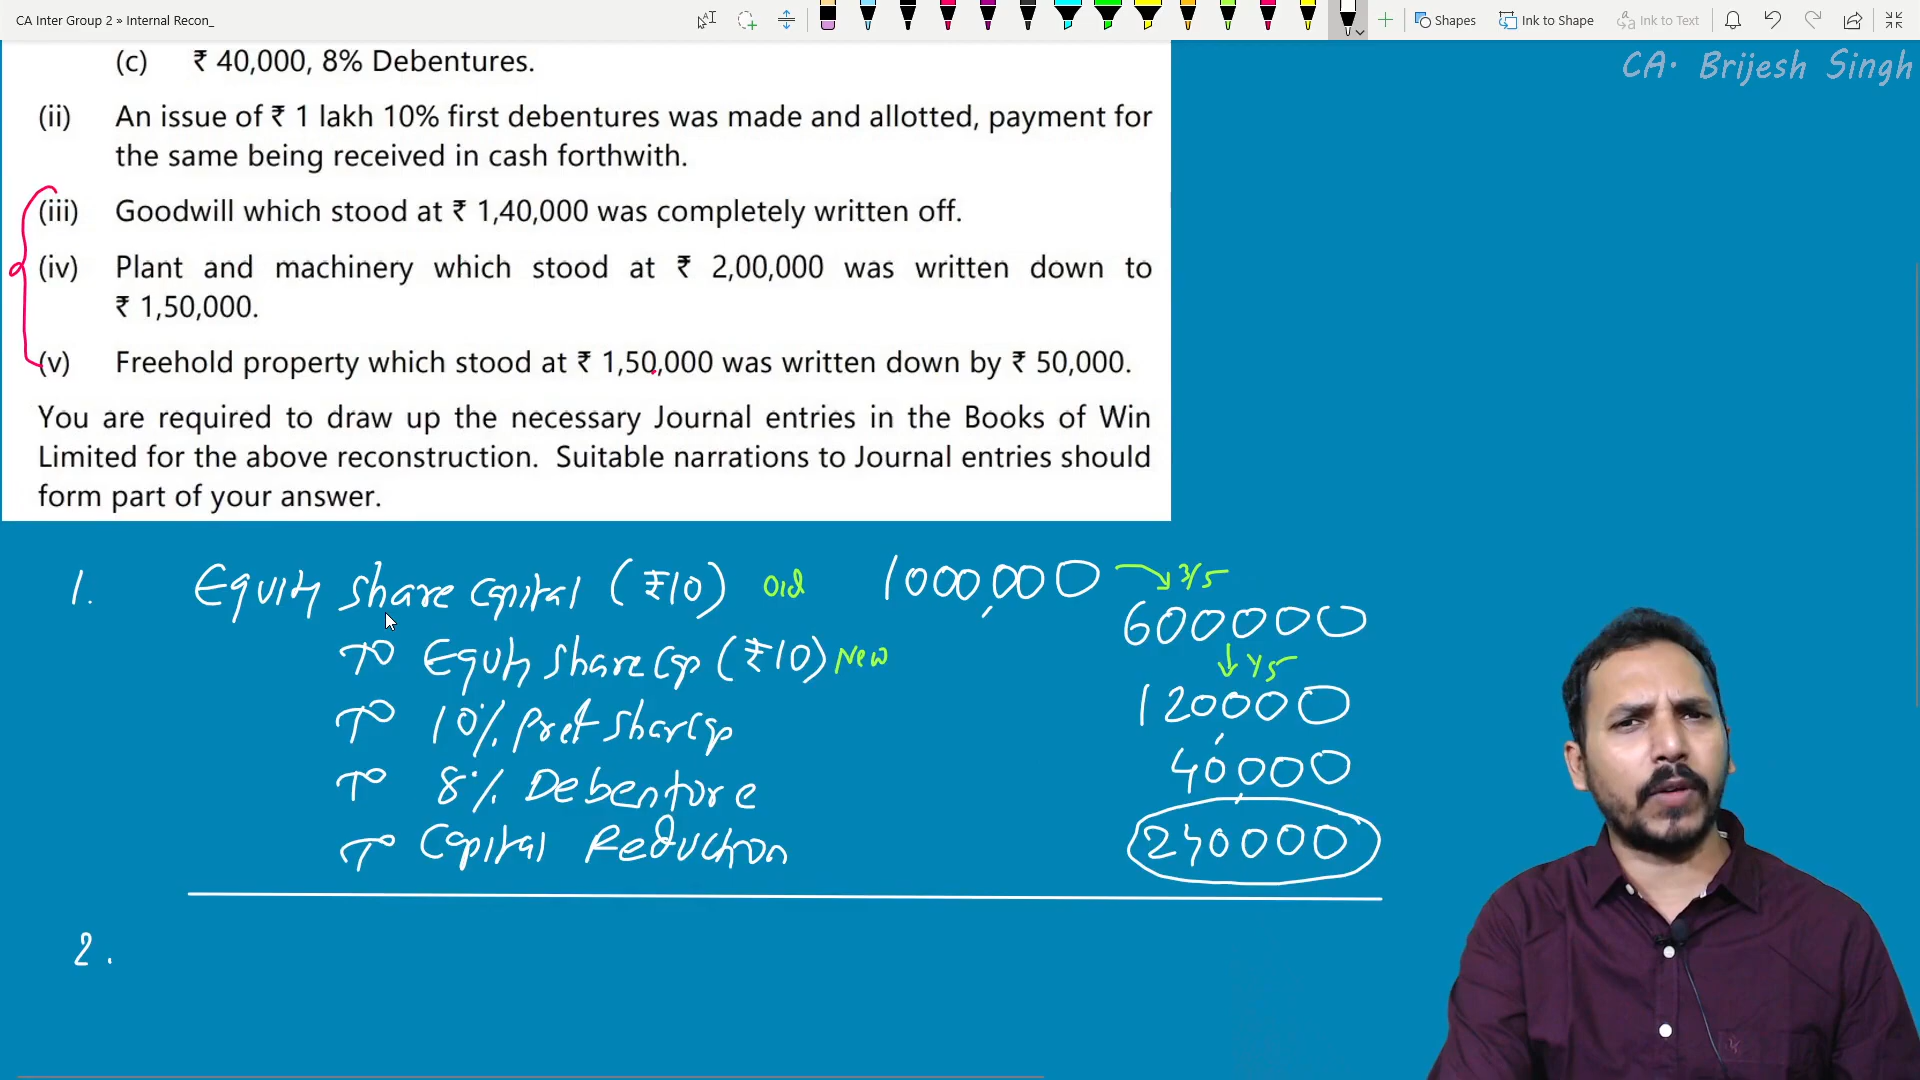 CA Inter Group 2 » Internal Recon_
Shapes
Ink to Shape
Ink to Text
CA. Brijesh Singh
(c) ₹ 40,000, 8% Debentures.
(ii) An issue of ₹ 1 lakh 10% first debentures was made and allotted, payment for
the same being received in cash forthwith.
(iii) Goodwill which stood at ₹ 1,40,000 was completely written off.
(iv) Plant and machinery which stood at ₹ 2,00,000 was written down to
₹ 1,50,000.
(v) Freehold property which stood at ₹ 1,50,000 was written down by ₹ 50,000.
You are required to draw up the necessary Journal entries in the Books of Win
Limited for the above reconstruction. Suitable narrations to Journal entries should
form part of your answer.
1. Equity share capital (₹10) old 1000,000 3/5
To Equity Share Cap (₹10) New 600000
1/5
To 10% Pref Share Cap 120000
To 8% Debenture 40,000
To Capital Reduction 240000
2.